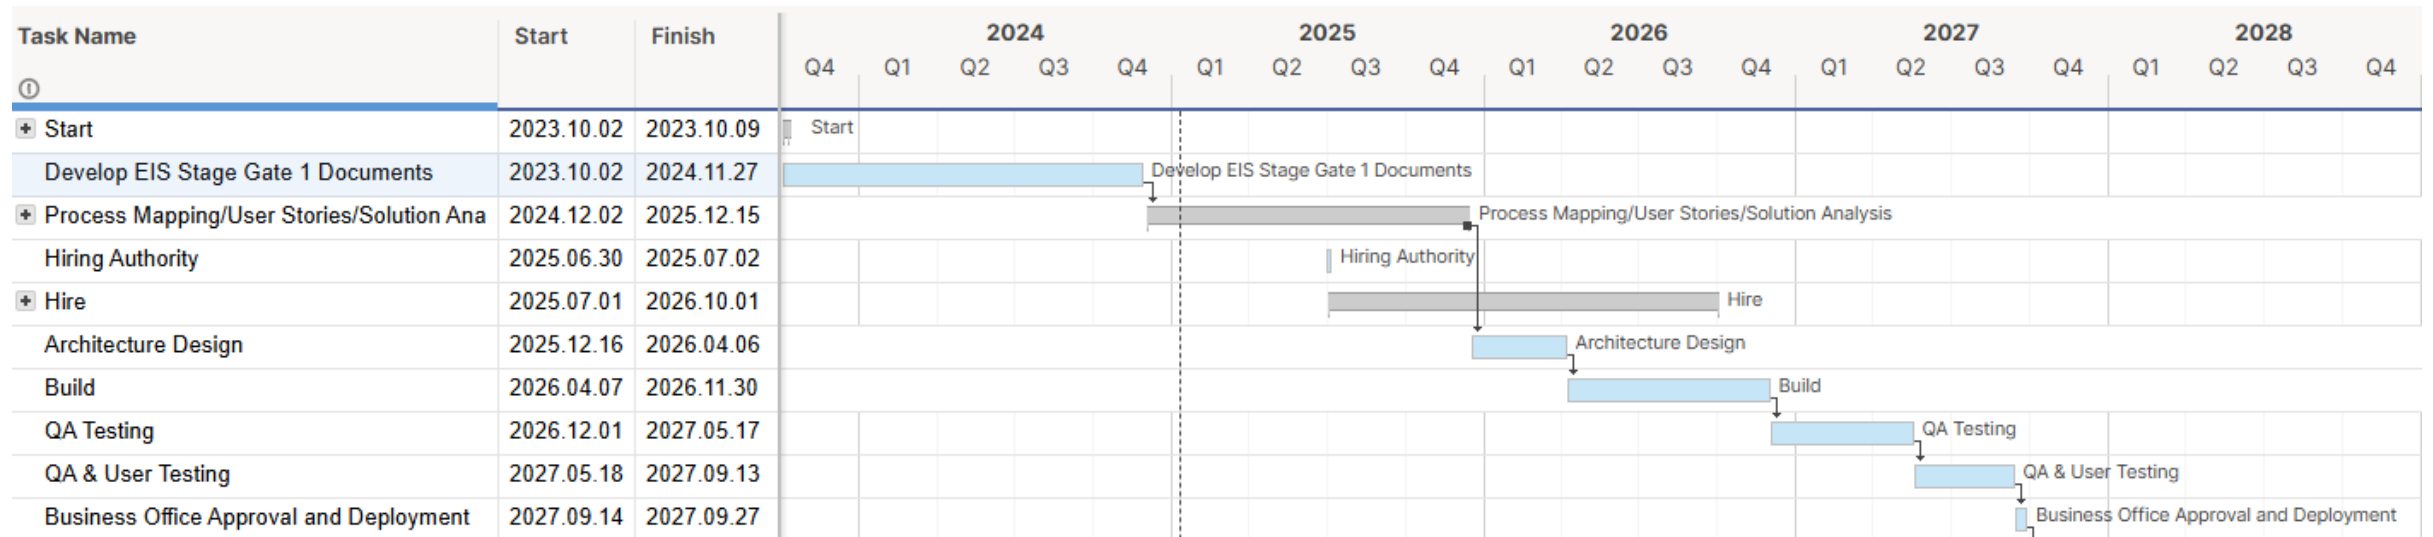 Task Name Start Finish 2024 2025 2026 2027 2028
Q4 Q1 Q2 Q3 Q4 Q1 Q2 Q3 Q4 Q1 Q2 Q3 Q4 Q1 Q2 Q3 Q4 Q1 Q2 Q3 Q4
Start 2023.10.02 2023.10.09 Start
Develop EIS Stage Gate 1 Documents 2023.10.02 2024.11.27 Develop EIS Stage Gate 1 Documents
Process Mapping/User Stories/Solution Ana 2024.12.02 2025.12.15 Process Mapping/User Stories/Solution Analysis
Hiring Authority 2025.06.30 2025.07.02 Hiring Authority
Hire 2025.07.01 2026.10.01 Hire
Architecture Design 2025.12.16 2026.04.06 Architecture Design
Build 2026.04.07 2026.11.30 Build
QA Testing 2026.12.01 2027.05.17 QA Testing
QA & User Testing 2027.05.18 2027.09.13 QA & User Testing
Business Office Approval and Deployment 2027.09.14 2027.09.27 Business Office Approval and Deployment